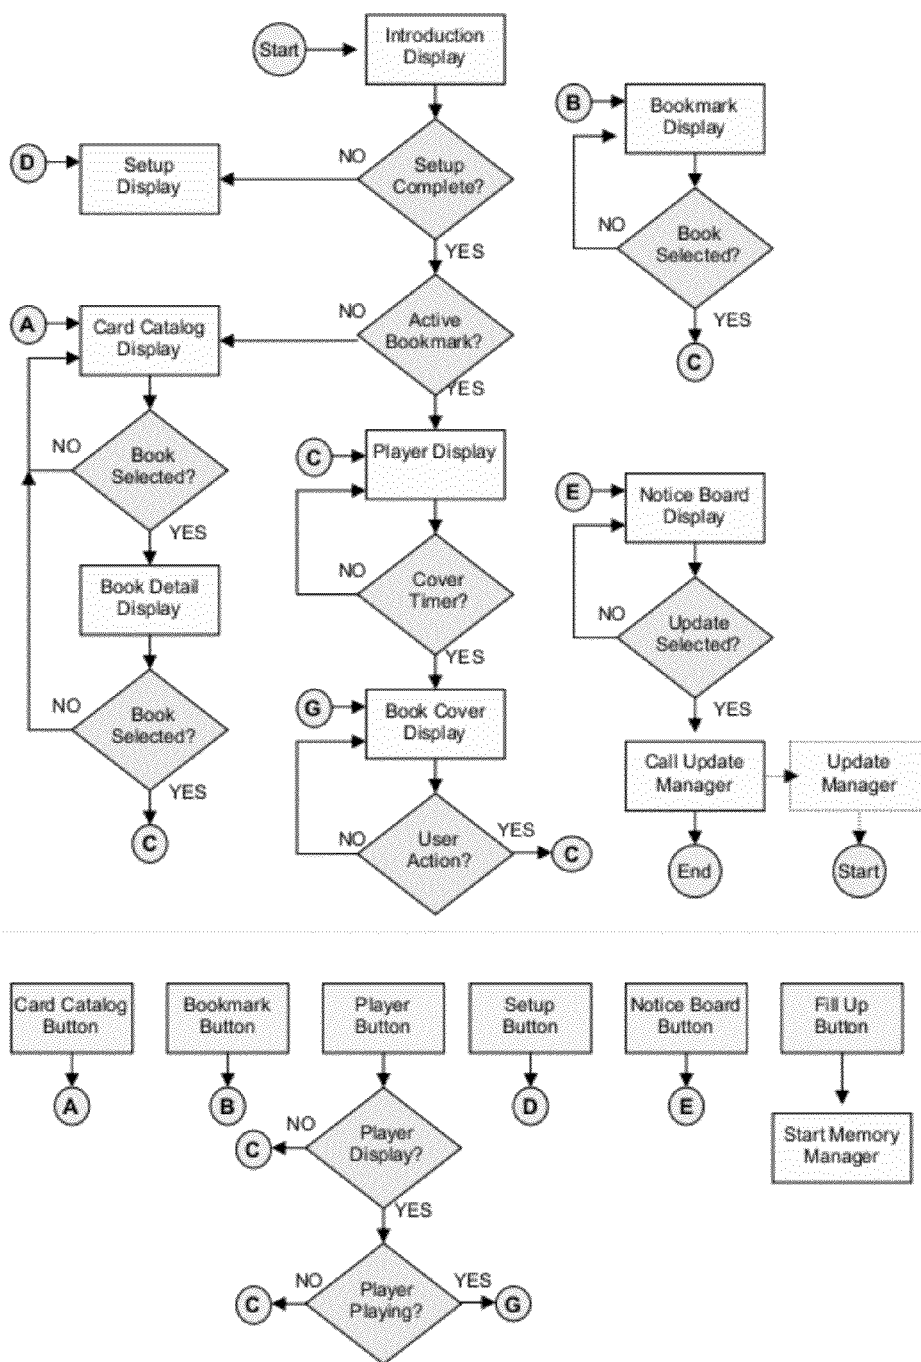 Start
Introduction
Display
B
Bookmark
Display
D
Setup
Display
NO
Setup
Complete?
YES
NO
Book
Selected?
YES
C
A
Card Catalog
Display
NO
Active
Bookmark?
YES
NO
Book
Selected?
YES
C
Player Display
E
Notice Board
Display
Book Detail
Display
NO
Cover
Timer?
YES
NO
Update
Selected?
YES
NO
Book
Selected?
YES
C
G
Book Cover
Display
NO
User
Action?
YES
C
Call Update
Manager
Update
Manager
End
Start
Card Catalog
Button
Bookmark
Button
Player
Button
Setup
Button
Notice Board
Button
Fill Up
Button
A
B
D
E
C
NO
Player
Display?
YES
Start Memory
Manager
C
NO
Player
Playing?
YES
G